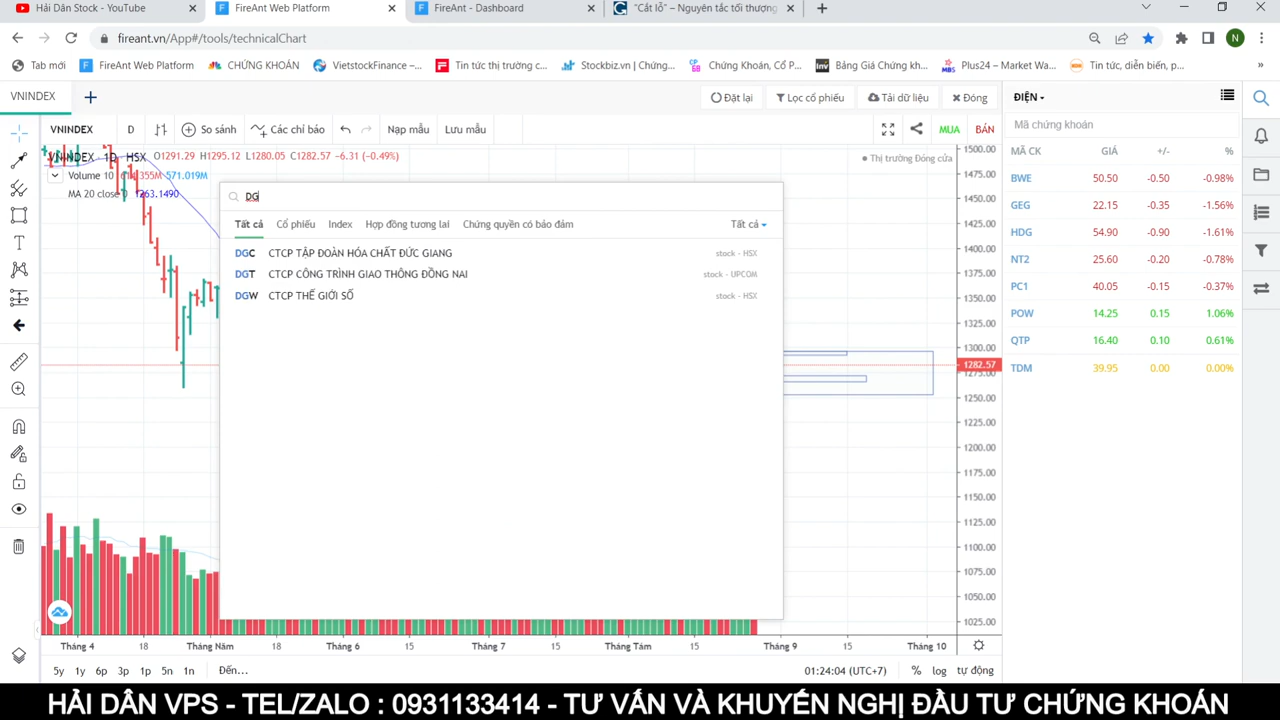 Hải Dân Stock - YouTube
FireAnt Web Platform
FireAnt - Dashboard
"Cắt lỗ" – Nguyên tắc tối thượng
fireant.vn/App#/tools/technicalChart
N
Tab mới
FireAnt Web Platform
CHỨNG KHOÁN
VietstockFinance –...
Tin tức thị trường c...
Stockbiz.vn | Chứng...
Chứng Khoán, Cổ P...
Bảng Giá Chứng kh...
Plus24 – Market Wa...
Tin tức, diễn biến, p...
»
VNINDEX
Đặt lại
Lọc cổ phiếu
Tải dữ liệu
Đóng
ĐIỆN
VNINDEX
D
So sánh
Các chỉ báo
Nạp mẫu
Lưu mẫu
MUA
BÁN
Mã chứng khoán
VNINDEX 1D HSX O1291.29 H1295.12 L1280.05 C1282.57 -6.31 (-0.49%)
Thị trường Đóng cửa
Volume 10
571.019M
MA 20 close 0 1263.1490
DG
Tất cả
Cổ phiếu
Index
Hợp đồng tương lai
Chứng quyền có bảo đảm
Tất cả
DGC CTCP TẬP ĐOÀN HÓA CHẤT ĐỨC GIANG stock - HSX
DGT CTCP CÔNG TRÌNH GIAO THÔNG ĐỒNG NAI stock - UPCOM
DGW CTCP THẾ GIỚI SỐ stock - HSX
1500.00
1475.00
1450.00
1425.00
1400.00
1375.00
1350.00
1325.00
1300.00
1282.57
1275.00
1250.00
1225.00
1200.00
1175.00
1150.00
1125.00
1100.00
1075.00
1050.00
1025.00
MÃ CK GIÁ +/- %
BWE 50.50 -0.50 -0.98%
GEG 22.15 -0.35 -1.56%
HDG 54.90 -0.90 -1.61%
NT2 25.60 -0.20 -0.78%
PC1 40.05 -0.15 -0.37%
POW 14.25 0.15 1.06%
QTP 16.40 0.10 0.61%
TDM 39.95 0.00 0.00%
Tháng 4 18 Tháng Năm 18 Tháng 6 15 Tháng 7 15 Tháng Tám 15 Tháng 9 15 Tháng 10
5y 1y 6p 3p 1p 5n 1n Đến...
01:24:04 (UTC+7) % log tự động
HẢI DÂN VPS - TEL/ZALO : 0931133414 - TƯ VẤN VÀ KHUYẾN NGHỊ ĐẦU TƯ CHỨNG KHOÁN